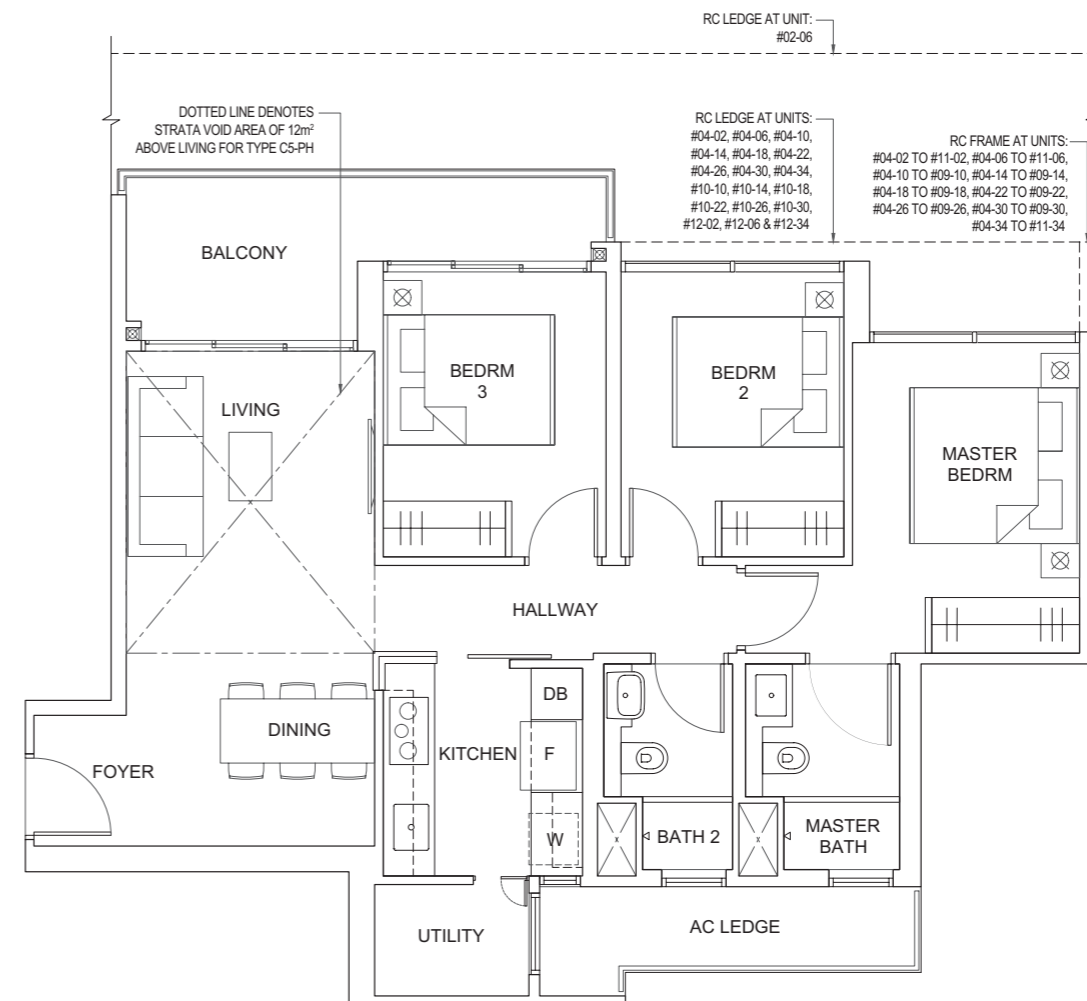 RC LEDGE AT UNIT:
#02-06
DOTTED LINE DENOTES
STRATA VOID AREA OF 12m²
ABOVE LIVING FOR TYPE C5-PH
RC LEDGE AT UNITS:
#04-02, #04-06, #04-10,
#04-14, #04-18, #04-22,
#04-26, #04-30, #04-34,
#10-10, #10-14, #10-18,
#10-22, #10-26, #10-30,
#12-02, #12-06 & #12-34
RC FRAME AT UNITS:
#04-02 TO #11-02, #04-06 TO #11-06,
#04-10 TO #09-10, #04-14 TO #09-14,
#04-18 TO #09-18, #04-22 TO #09-22,
#04-26 TO #09-26, #04-30 TO #09-30,
#04-34 TO #11-34
BALCONY
LIVING
BEDRM
3
BEDRM
2
MASTER
BEDRM
HALLWAY
DINING
FOYER
KITCHEN
DB
F
W
BATH 2
MASTER
BATH
UTILITY
AC LEDGE